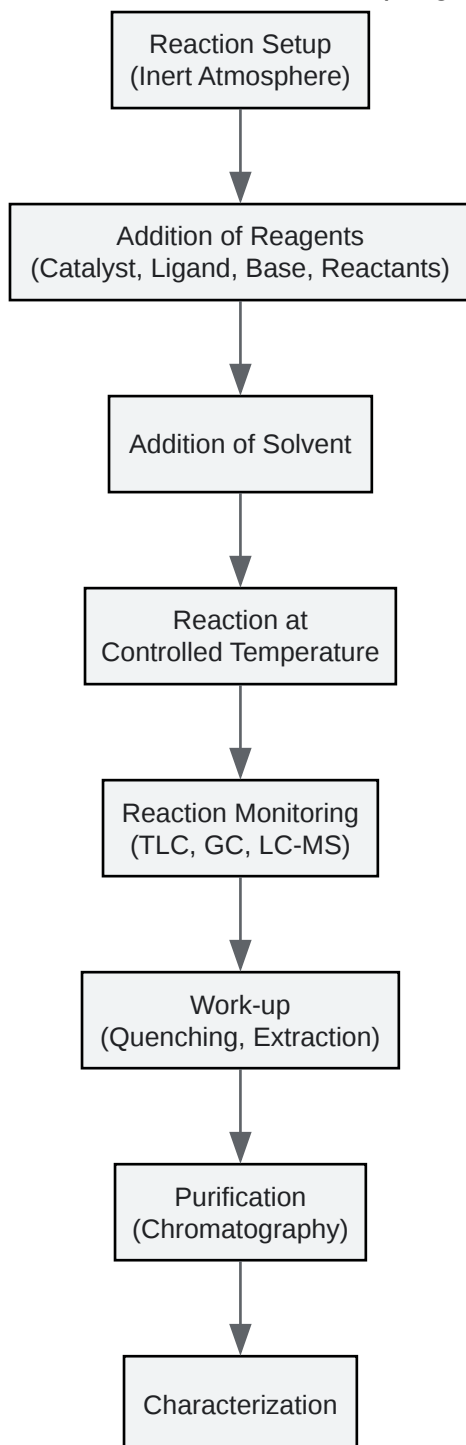 Reaction Setup
(Inert Atmosphere)
Addition of Reagents
(Catalyst, Ligand, Base, Reactants)
Addition of Solvent
Reaction at
Controlled Temperature
Reaction Monitoring
(TLC, GC, LC-MS)
Work-up
(Quenching, Extraction)
Purification
(Chromatography)
Characterization